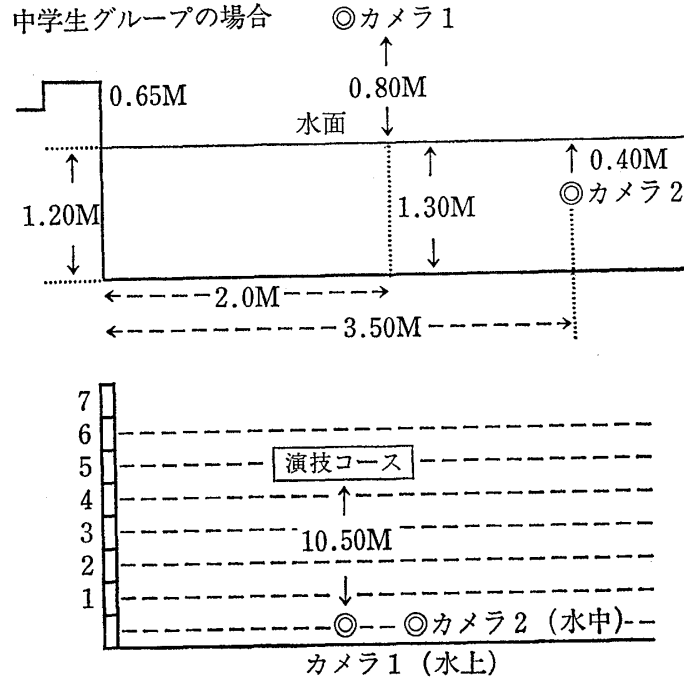 中学生グループの場合 ◎カメラ1
0.65M
0.80M
水面
0.40M
◎カメラ2
1.20M
1.30M
2.0M
3.50M
7
6
5 演技コース
4
3
10.50M
2
1
◎ ◎カメラ2 (水中)
カメラ1 (水上)